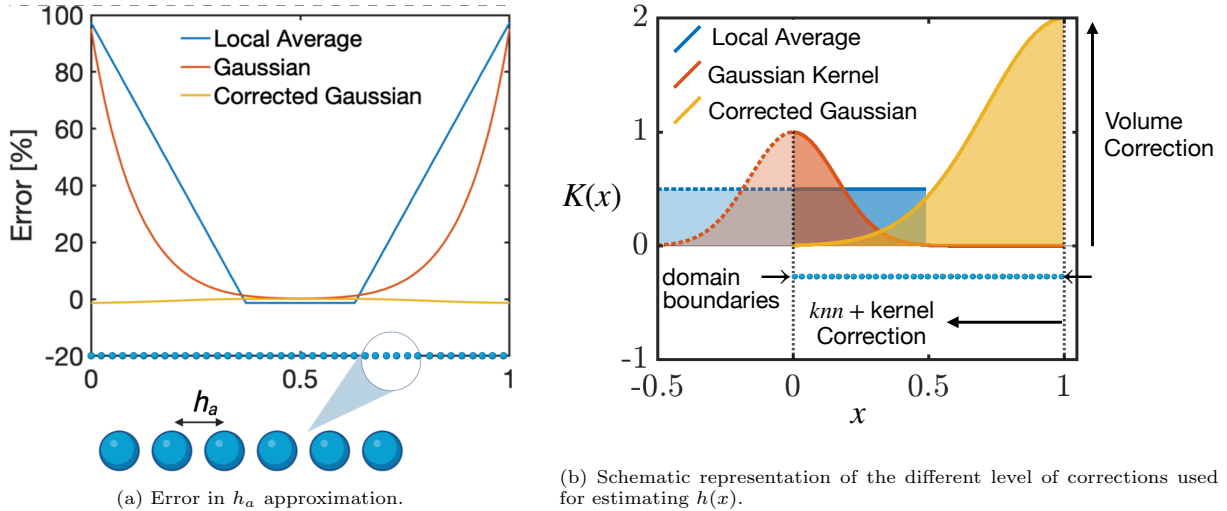 100
80
60
40
20
0
-20
Error [%]
Local Average
Gaussian
Corrected Gaussian
0
0.5
1
hₐ
(a) Error in hₐ approximation.
2
1
0
-1
K(x)
Local Average
Gaussian Kernel
Corrected Gaussian
Volume
Correction
domain
boundaries
knn + kernel
Correction
-0.5
0
0.5
1
x
(b) Schematic representation of the different level of corrections used
for estimating h(x).